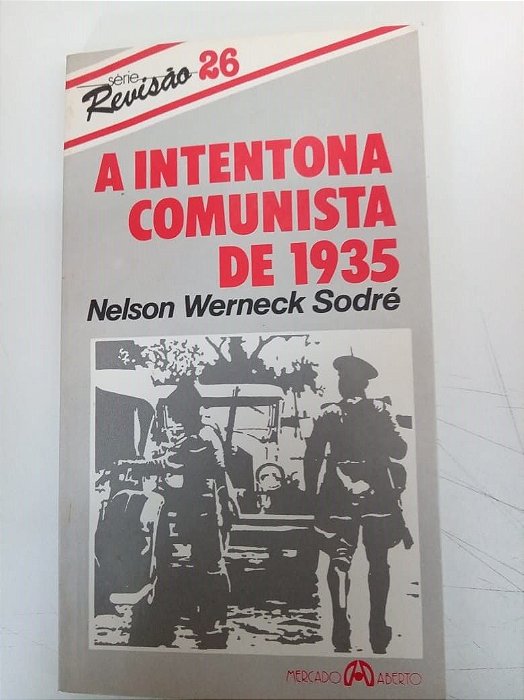 série
Revisão 26
A INTENTONA
COMUNISTA
DE 1935
Nelson Werneck Sodré
MERCADO ABERTO